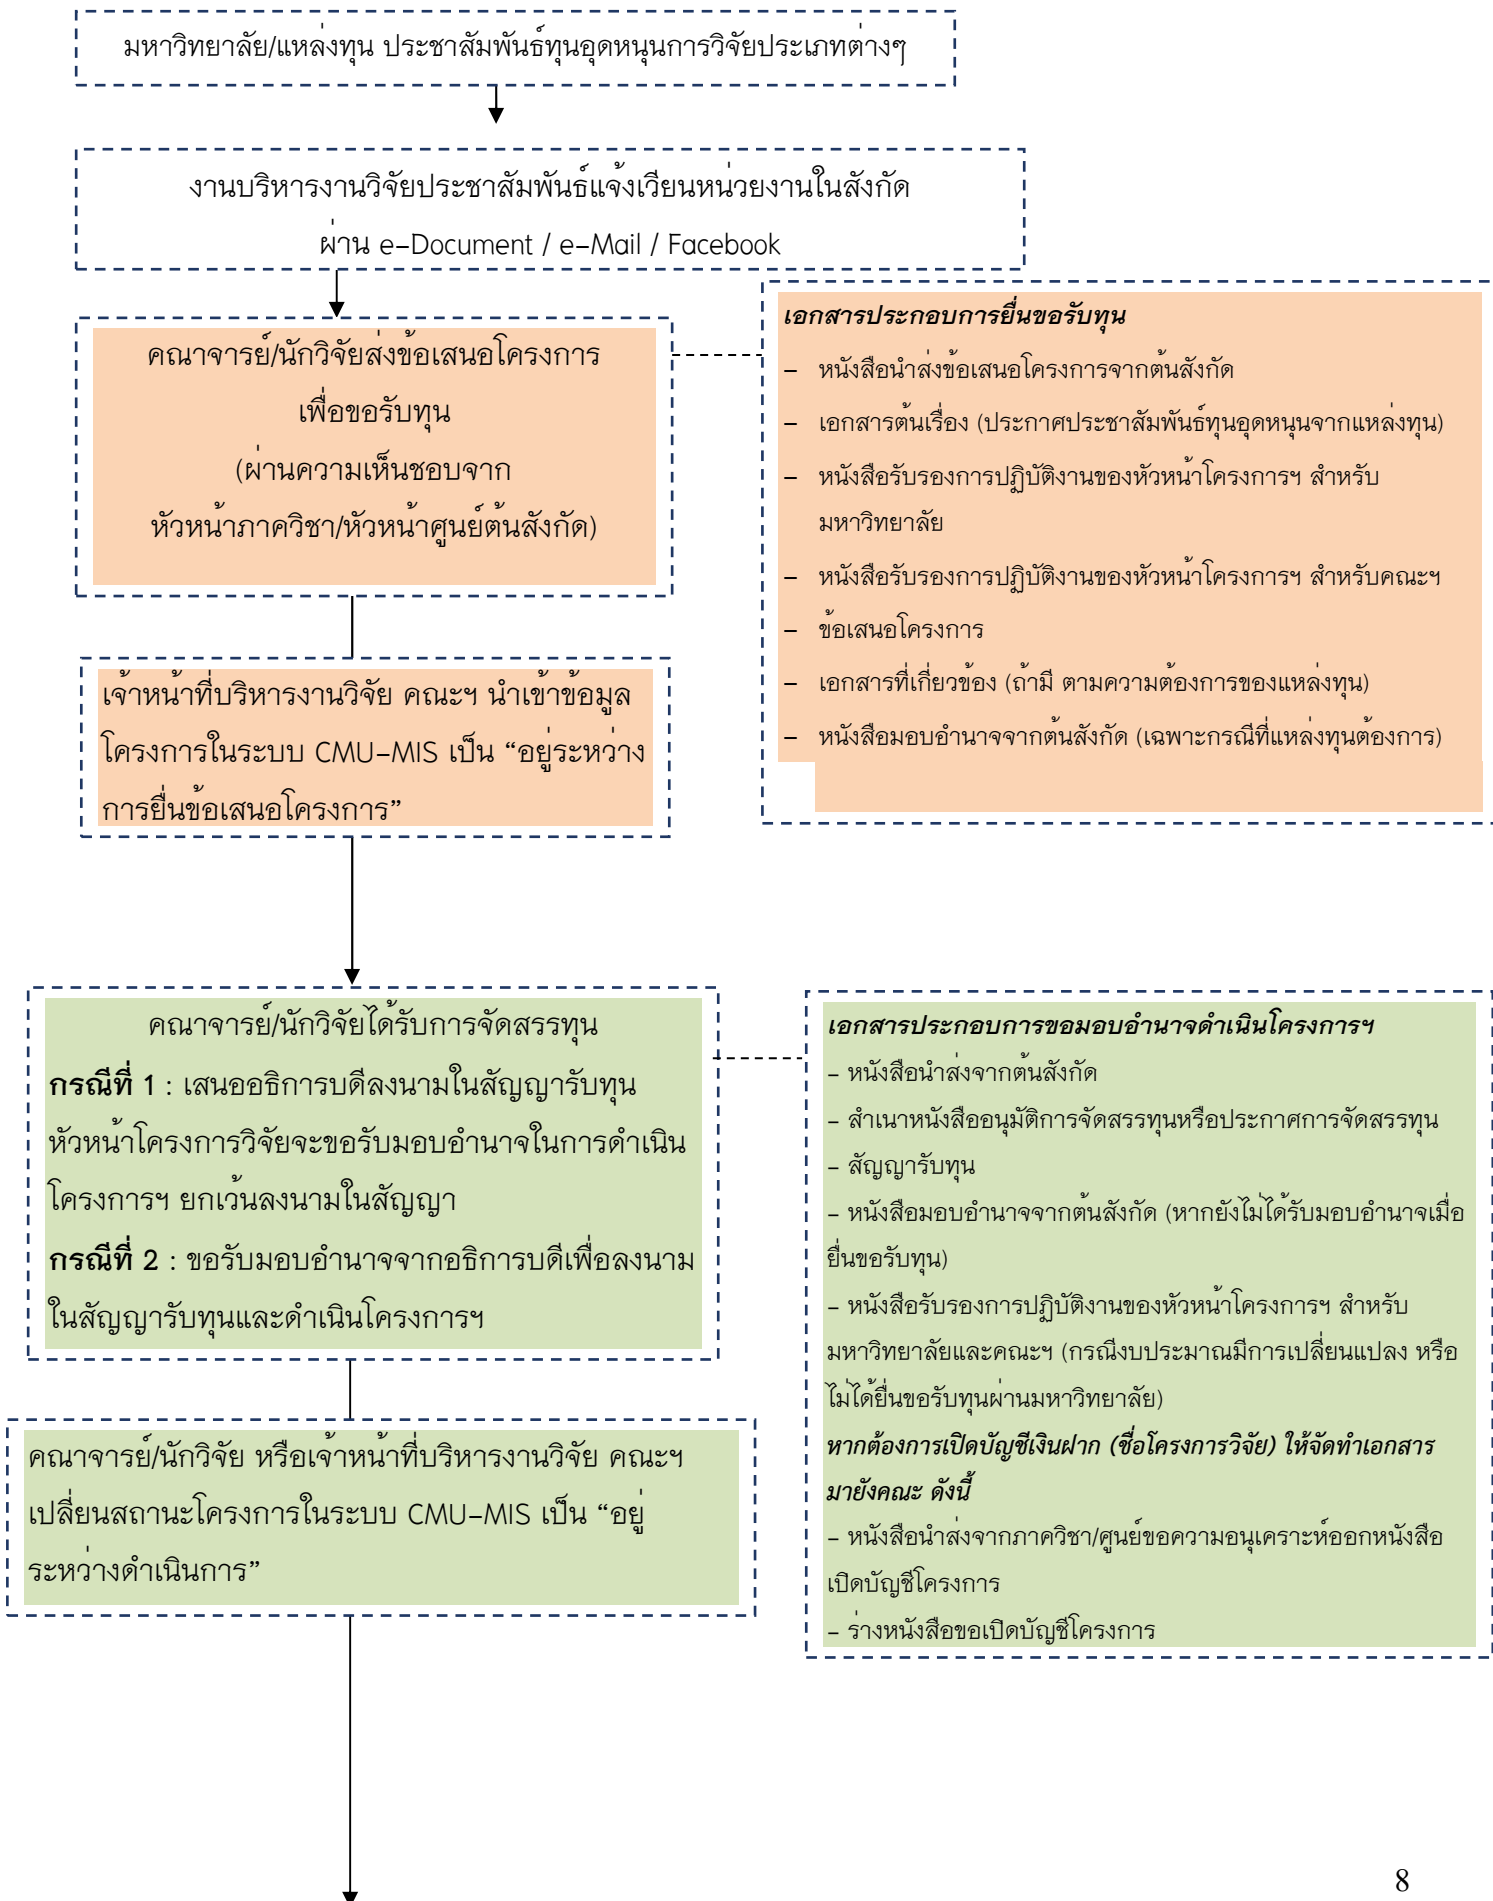 มหาวิทยาลัย/แหล่งทุน ประชาสัมพันธ์ทุนอุดหนุนการวิจัยประเภทต่างๆ
งานบริหารงานวิจัยประชาสัมพันธ์แจ้งเวียนหน่วยงานในสังกัด
ผ่าน e-Document / e-Mail / Facebook
คณาจารย์/นักวิจัยส่งข้อเสนอโครงการ
เพื่อขอรับทุน
(ผ่านความเห็นชอบจาก
หัวหน้าภาควิชา/หัวหน้าศูนย์ต้นสังกัด)
เอกสารประกอบการยื่นขอรับทุน
– หนังสือนำส่งข้อเสนอโครงการจากต้นสังกัด
– เอกสารต้นเรื่อง (ประกาศประชาสัมพันธ์ทุนอุดหนุนจากแหล่งทุน)
– หนังสือรับรองการปฏิบัติงานของหัวหน้าโครงการฯ สำหรับ
มหาวิทยาลัย
– หนังสือรับรองการปฏิบัติงานของหัวหน้าโครงการฯ สำหรับคณะฯ
– ข้อเสนอโครงการ
– เอกสารที่เกี่ยวข้อง (ถ้ามี ตามความต้องการของแหล่งทุน)
– หนังสือมอบอำนาจจากต้นสังกัด (เฉพาะกรณีที่แหล่งทุนต้องการ)
เจ้าหน้าที่บริหารงานวิจัย คณะฯ นำเข้าข้อมูล
โครงการในระบบ CMU-MIS เป็น “อยู่ระหว่าง
การยื่นข้อเสนอโครงการ”
คณาจารย์/นักวิจัยได้รับการจัดสรรทุน
กรณีที่ 1 : เสนออธิการบดีลงนามในสัญญารับทุน
หัวหน้าโครงการวิจัยจะขอรับมอบอำนาจในการดำเนิน
โครงการฯ ยกเว้นลงนามในสัญญา
กรณีที่ 2 : ขอรับมอบอำนาจจากอธิการบดีเพื่อลงนาม
ในสัญญารับทุนและดำเนินโครงการฯ
เอกสารประกอบการขอมอบอำนาจดำเนินโครงการฯ
– หนังสือนำส่งจากต้นสังกัด
– สำเนาหนังสืออนุมัติการจัดสรรทุนหรือประกาศการจัดสรรทุน
– สัญญารับทุน
– หนังสือมอบอำนาจจากต้นสังกัด (หากยังไม่ได้รับมอบอำนาจเมื่อ
ยื่นขอรับทุน)
– หนังสือรับรองการปฏิบัติงานของหัวหน้าโครงการฯ สำหรับ
มหาวิทยาลัยและคณะฯ (กรณีงบประมาณมีการเปลี่ยนแปลง หรือ
ไม่ได้ยื่นขอรับทุนผ่านมหาวิทยาลัย)
หากต้องการเปิดบัญชีเงินฝาก (ชื่อโครงการวิจัย) ให้จัดทำเอกสาร
มายังคณะ ดังนี้
– หนังสือนำส่งจากภาควิชา/ศูนย์ขอความอนุเคราะห์ออกหนังสือ
เปิดบัญชีโครงการ
– ร่างหนังสือขอเปิดบัญชีโครงการ
คณาจารย์/นักวิจัย หรือเจ้าหน้าที่บริหารงานวิจัย คณะฯ
เปลี่ยนสถานะโครงการในระบบ CMU-MIS เป็น “อยู่
ระหว่างดำเนินการ”
8